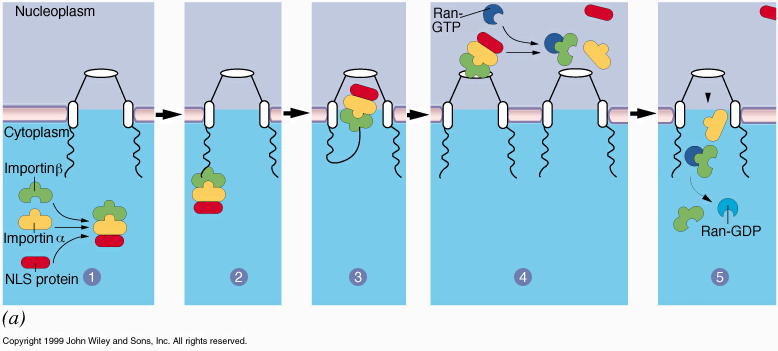 Nucleoplasm
Ran-
GTP
Cytoplasm
Importin β
Importin α
NLS protein
1
2
3
4
5
Ran-GDP
(a)
Copyright 1999 John Wiley and Sons, Inc. All rights reserved.